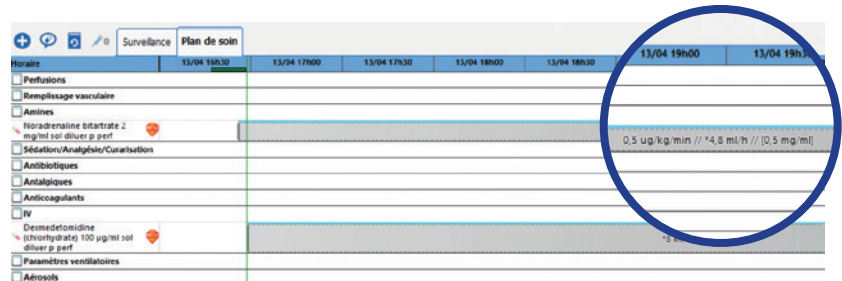 0 Surveillance Plan de soin
Horaire 13/04 16h30 13/04 17h00 13/04 17h30 13/04 18h00 13/04 18h30 13/04 19h00 13/04 19h30
Perfusions
Remplissage vasculaire
Amines
Noradrenaline bitartrate 2
mg/ml sol diluer p perf
0,5 ug/kg/min // *4,8 ml/h // [0,5 mg/ml]
Sédation/Analgésie/Curarisation
Antibiotiques
Antalgiques
Anticoagulants
IV
Dexmedetomidine
(chlorhydrate) 100 µg/ml sol
diluer p perf
*8
Paramètres ventilatoires
Aérosols